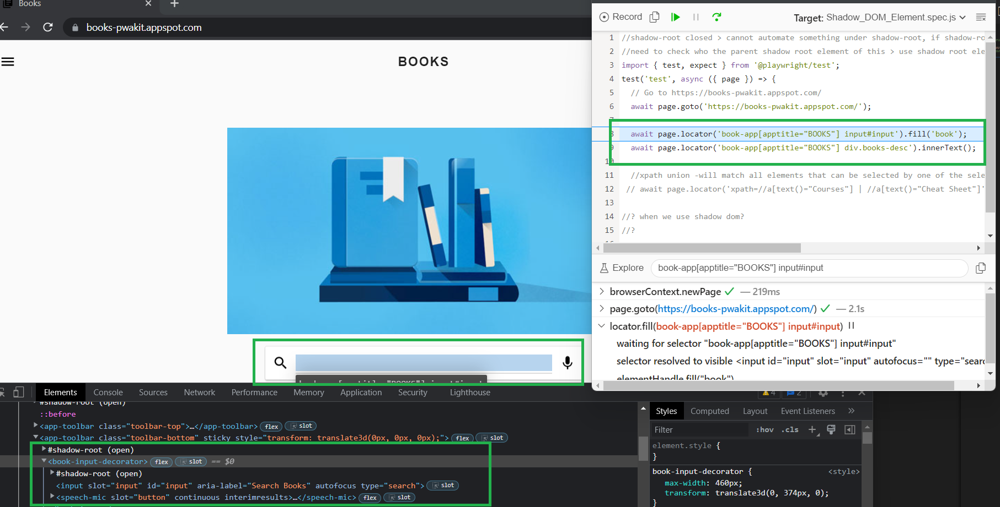 Books
books-pwakit.appspot.com
BOOKS
Record
Target: Shadow_DOM_Element.spec.js
1 //shadow-root closed > cannot automate something under shadow-root, if shadow-ro
2 //need to check who the parent shadow root element of this > use shadow root ele
3 import { test, expect } from '@playwright/test';
4 test('test', async ({ page }) => {
5 // Go to https://books-pwakit.appspot.com/
6 await page.goto('https://books-pwakit.appspot.com/');
7
8 await page.locator('book-app[apptitle="BOOKS"] input#input').fill('book');
9 await page.locator('book-app[apptitle="BOOKS"] div.books-desc').innerText();
10
11 //xpath union -will match all elements that can be selected by one of the sele
12 // await page.locator('xpath=//a[text()="Courses"] | //a[text()="Cheat Sheet"]'
13
14 //? when we use shadow dom?
15 //?
Explore
book-app[apptitle="BOOKS"] input#input
browserContext.newPage ✓ — 219ms
page.goto(https://books-pwakit.appspot.com/) ✓ — 2.1s
locator.fill(book-app[apptitle="BOOKS"] input#input)
waiting for selector "book-app[apptitle="BOOKS"] input#input"
selector resolved to visible <input id="input" slot="input" autofocus="" type="searc
elementHandle.fill("book")
Elements Console Sources Network Performance Memory Application Security Lighthouse
4 2
#shadow-root (open)
::before
<app-toolbar class="toolbar-top">…</app-toolbar> flex slot
<app-toolbar class="toolbar-bottom" sticky style="transform: translate3d(0px, 0px, 0px);"> flex slot
#shadow-root (open)
<book-input-decorator> flex slot == $0
#shadow-root (open)
<input slot="input" id="input" aria-label="Search Books" autofocus type="search"> slot
<speech-mic slot="button" continuous interimresults>…</speech-mic> flex slot
Styles Computed Layout Event Listeners »
Filter :hov .cls +
element.style {
}
book-input-decorator { <style>
max-width: 460px;
transform: translate3d(0, 374px, 0);
}